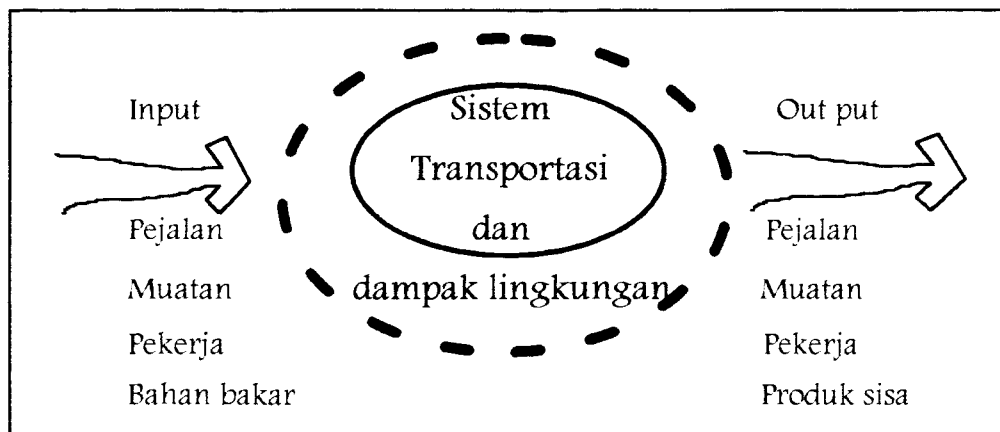 Input
Sistem
Out put
Transportasi
Pejalan
dan
Pejalan
Muatan
dampak lingkungan
Muatan
Pekerja
Pekerja
Bahan bakar
Produk sisa